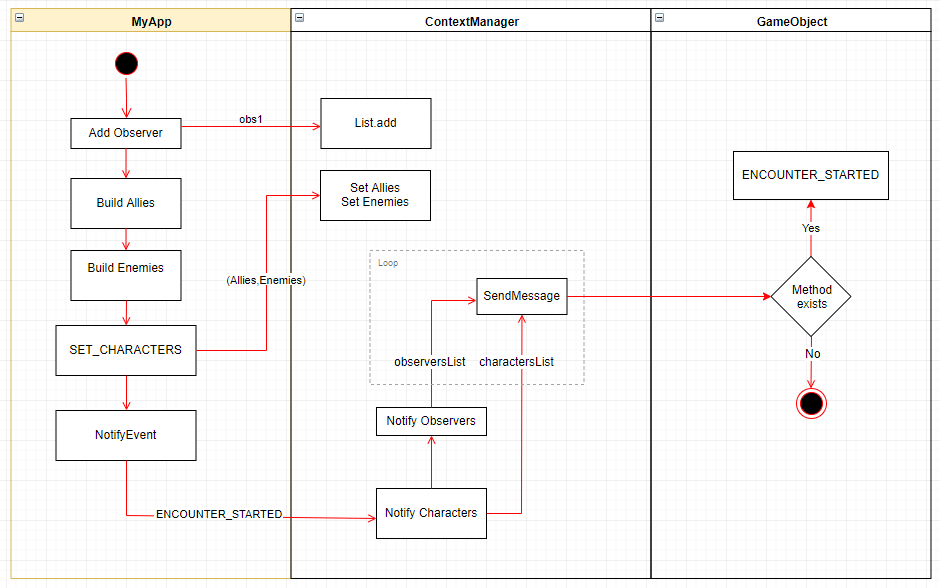 MyApp
ContextManager
GameObject
Add Observer
obs1
List.add
Build Allies
Set Allies
Set Enemies
ENCOUNTER_STARTED
Yes
Build Enemies
(Allies,Enemies)
Loop
SendMessage
Method
exists
SET_CHARACTERS
observersList
charactersList
No
NotifyEvent
Notify Observers
ENCOUNTER_STARTED
Notify Characters